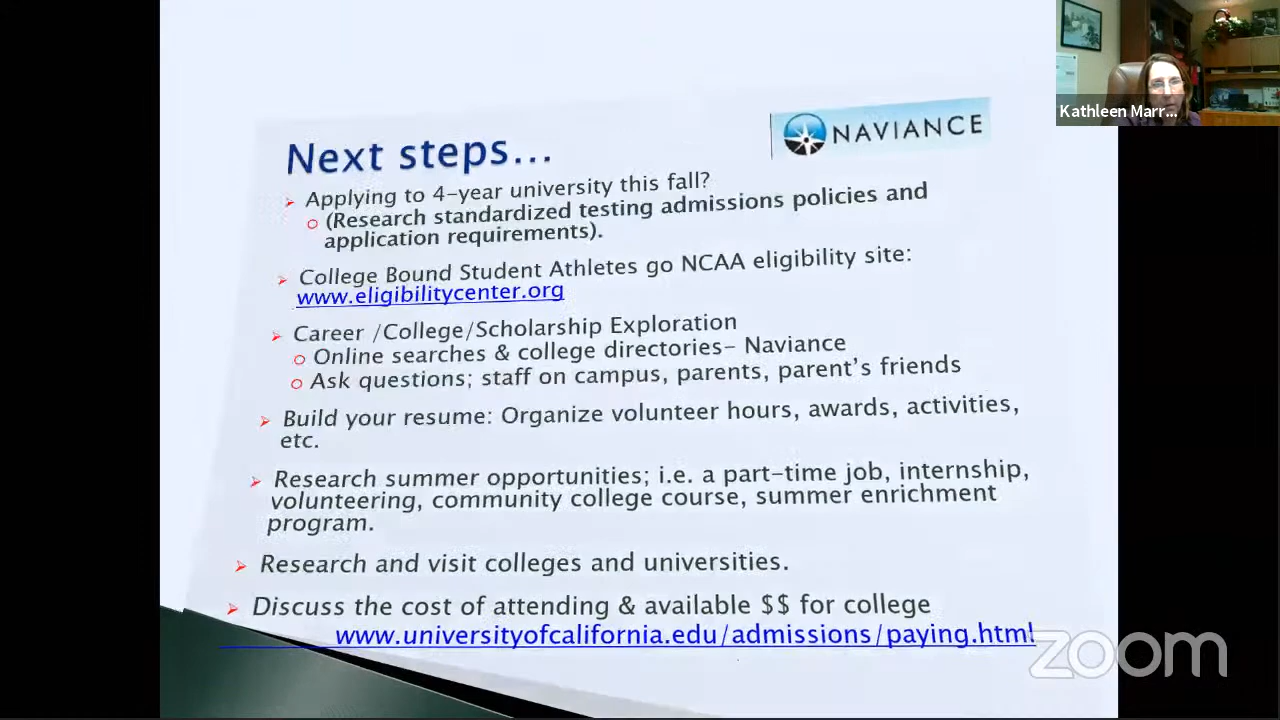 Kathleen Marr...
NAVIANCE
Next steps...
Applying to 4-year university this fall?
(Research standardized testing admissions policies and
application requirements).
College Bound Student Athletes go NCAA eligibility site:
www.eligibilitycenter.org
Career /College/Scholarship Exploration
Online searches & college directories- Naviance
Ask questions; staff on campus, parents, parent's friends
Build your resume: Organize volunteer hours, awards, activities,
etc.
Research summer opportunities; i.e. a part-time job, internship,
volunteering, community college course, summer enrichment
program.
Research and visit colleges and universities.
Discuss the cost of attending & available $$ for college
www.universityofcalifornia.edu/admissions/paying.html
zoom